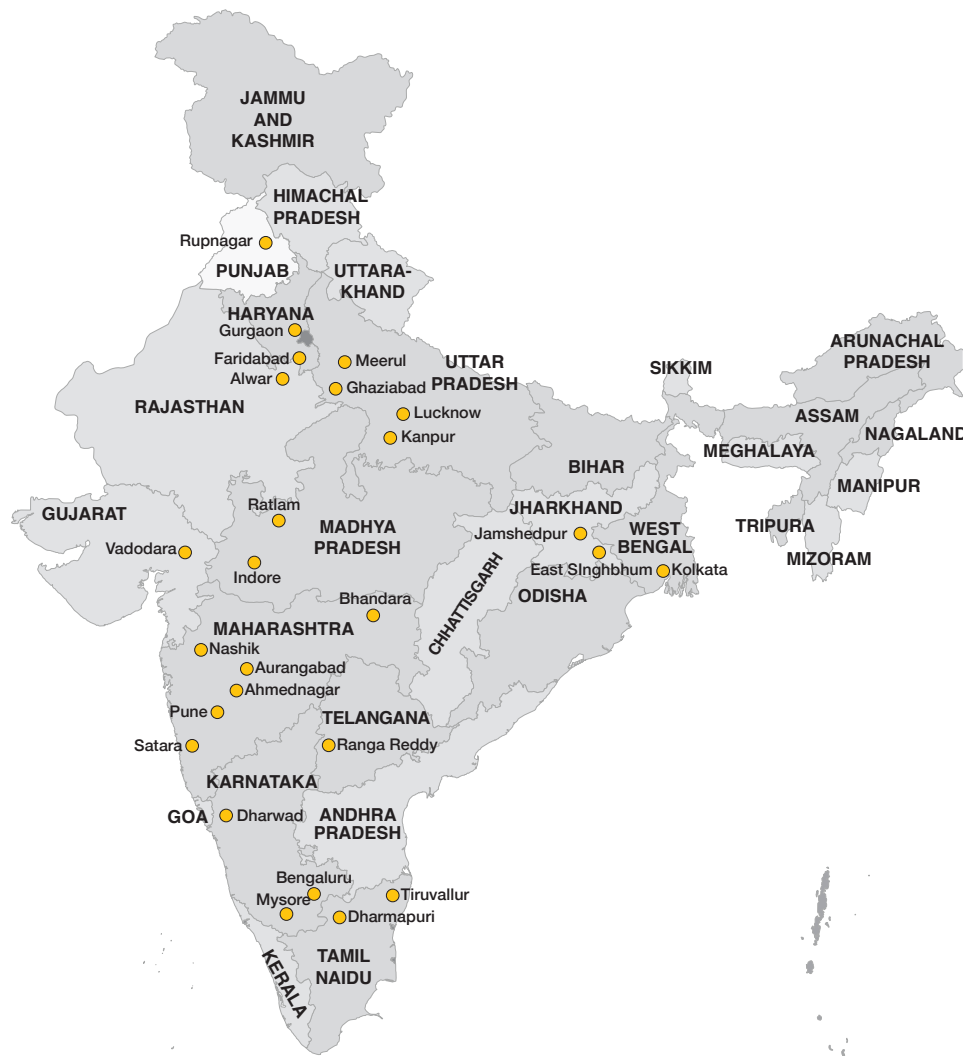 JAMMU
AND
KASHMIR
HIMACHAL
PRADESH
Rupnagar
PUNJAB
UTTARA-
KHAND
HARYANA
Gurgaon
Faridabad
Alwar
Meerul
Ghaziabad
UTTAR
PRADESH
Lucknow
Kanpur
RAJASTHAN
SIKKIM
ARUNACHAL
PRADESH
ASSAM
NAGALAND
MEGHALAYA
MANIPUR
TRIPURA
MIZORAM
BIHAR
JHARKHAND
Jamshedpur
WEST
BENGAL
East SInghbhum
Kolkata
ODISHA
CHHATTISGARH
GUJARAT
Vadodara
Ratlam
MADHYA
PRADESH
Indore
Bhandara
MAHARASHTRA
Nashik
Aurangabad
Ahmednagar
Pune
Satara
TELANGANA
Ranga Reddy
KARNATAKA
GOA
Dharwad
ANDHRA
PRADESH
Bengaluru
Mysore
Tiruvallur
Dharmapuri
TAMIL
NAIDU
KERALA